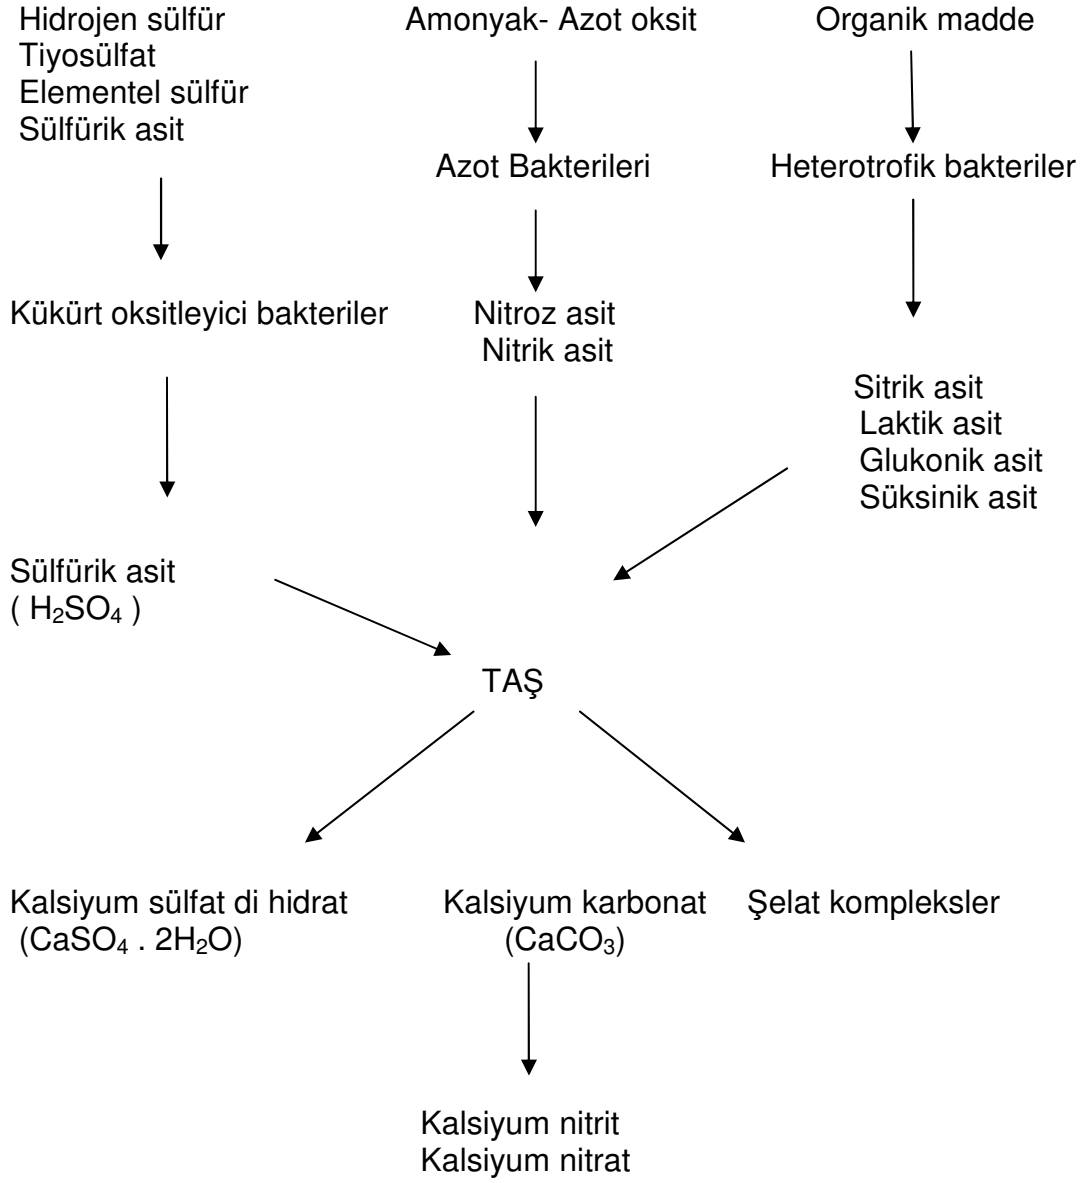 Hidrojen sülfür
Tiyosülfat
Elementel sülfür
Sülfürik asit
Amonyak- Azot oksit
Organik madde
Azot Bakterileri
Heterotrofik bakteriler
Kükürt oksitleyici bakteriler
Nitroz asit
Nitrik asit
Sitrik asit
Laktik asit
Glukonik asit
Süksinik asit
Sülfürik asit
( H₂SO₄ )
TAŞ
Kalsiyum sülfat di hidrat
(CaSO₄ . 2H₂O)
Kalsiyum karbonat
(CaCO₃)
Şelat kompleksler
Kalsiyum nitrit
Kalsiyum nitrat